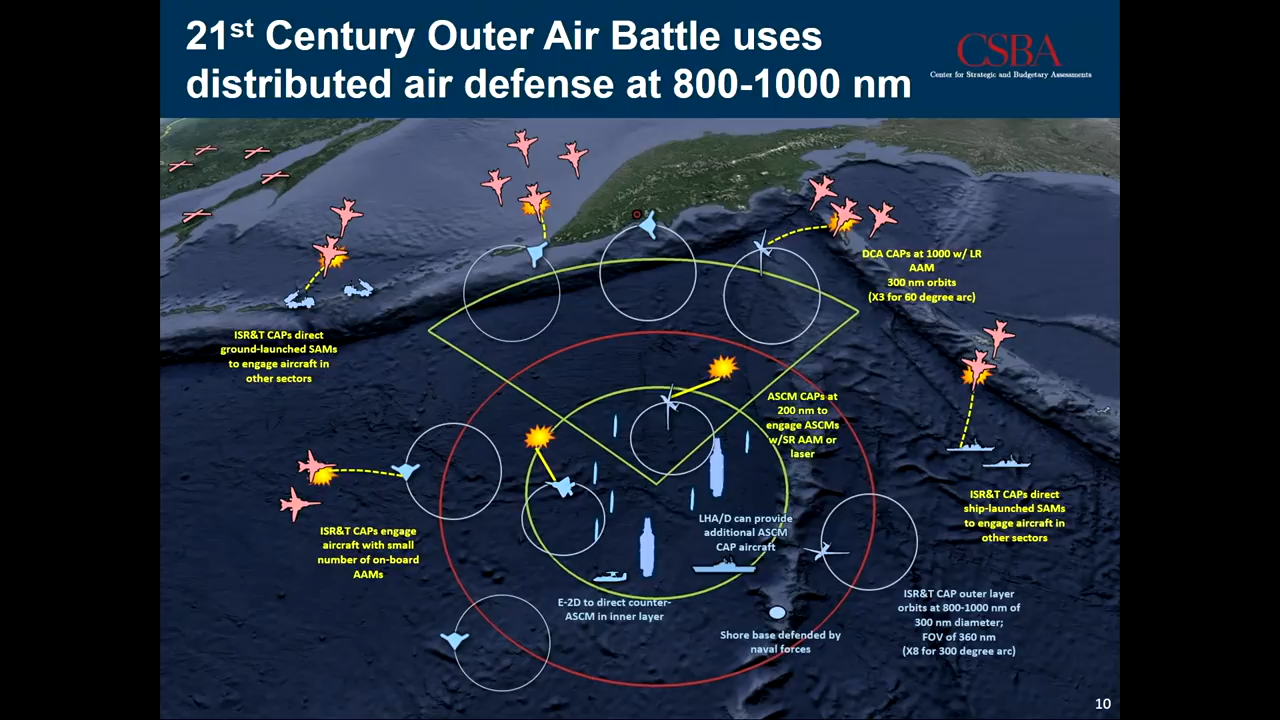 21st Century Outer Air Battle uses
distributed air defense at 800-1000 nm
CSBA
Center for Strategic and Budgetary Assessments
DCA CAPs at 1000 w/ LR
AAM
300 nm orbits
(X3 for 60 degree arc)
ISR&T CAPs direct
ground-launched SAMs
to engage aircraft in
other sectors
ASCM CAPs at
200 nm to
engage ASCMs
w/SR AAM or
laser
ISR&T CAPs direct
ship-launched SAMs
to engage aircraft in
other sectors
LHA/D can provide
additional ASCM
CAP aircraft
ISR&T CAPs engage
aircraft with small
number of on-board
AAMs
E-2D to direct counter-
ASCM in inner layer
ISR&T CAP outer layer
orbits at 800-1000 nm of
300 nm diameter;
FOV of 360 nm
(X8 for 300 degree arc)
Shore base defended by
naval forces
10